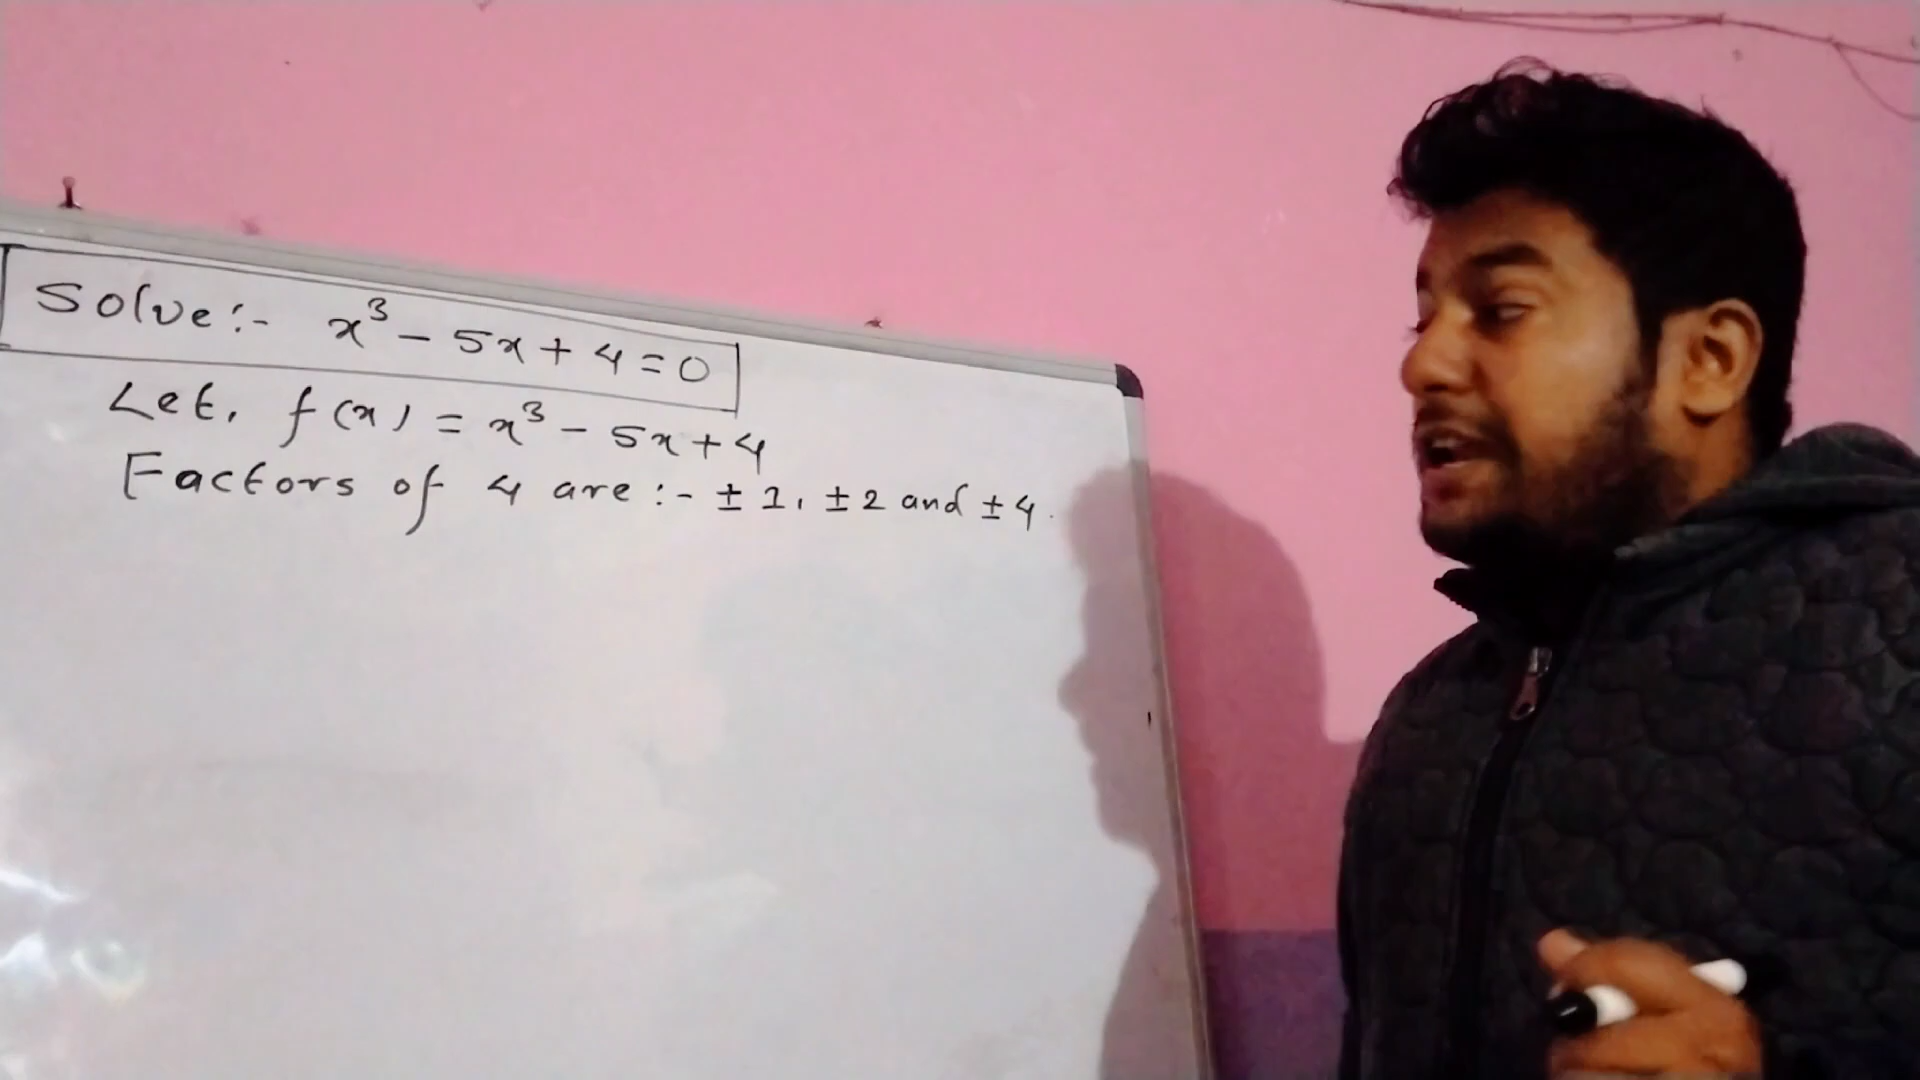 Solve:- x³ - 5x + 4 = 0
Let, f(x) = x³ - 5x + 4
Factors of 4 are :- ± 1, ± 2 and ± 4.